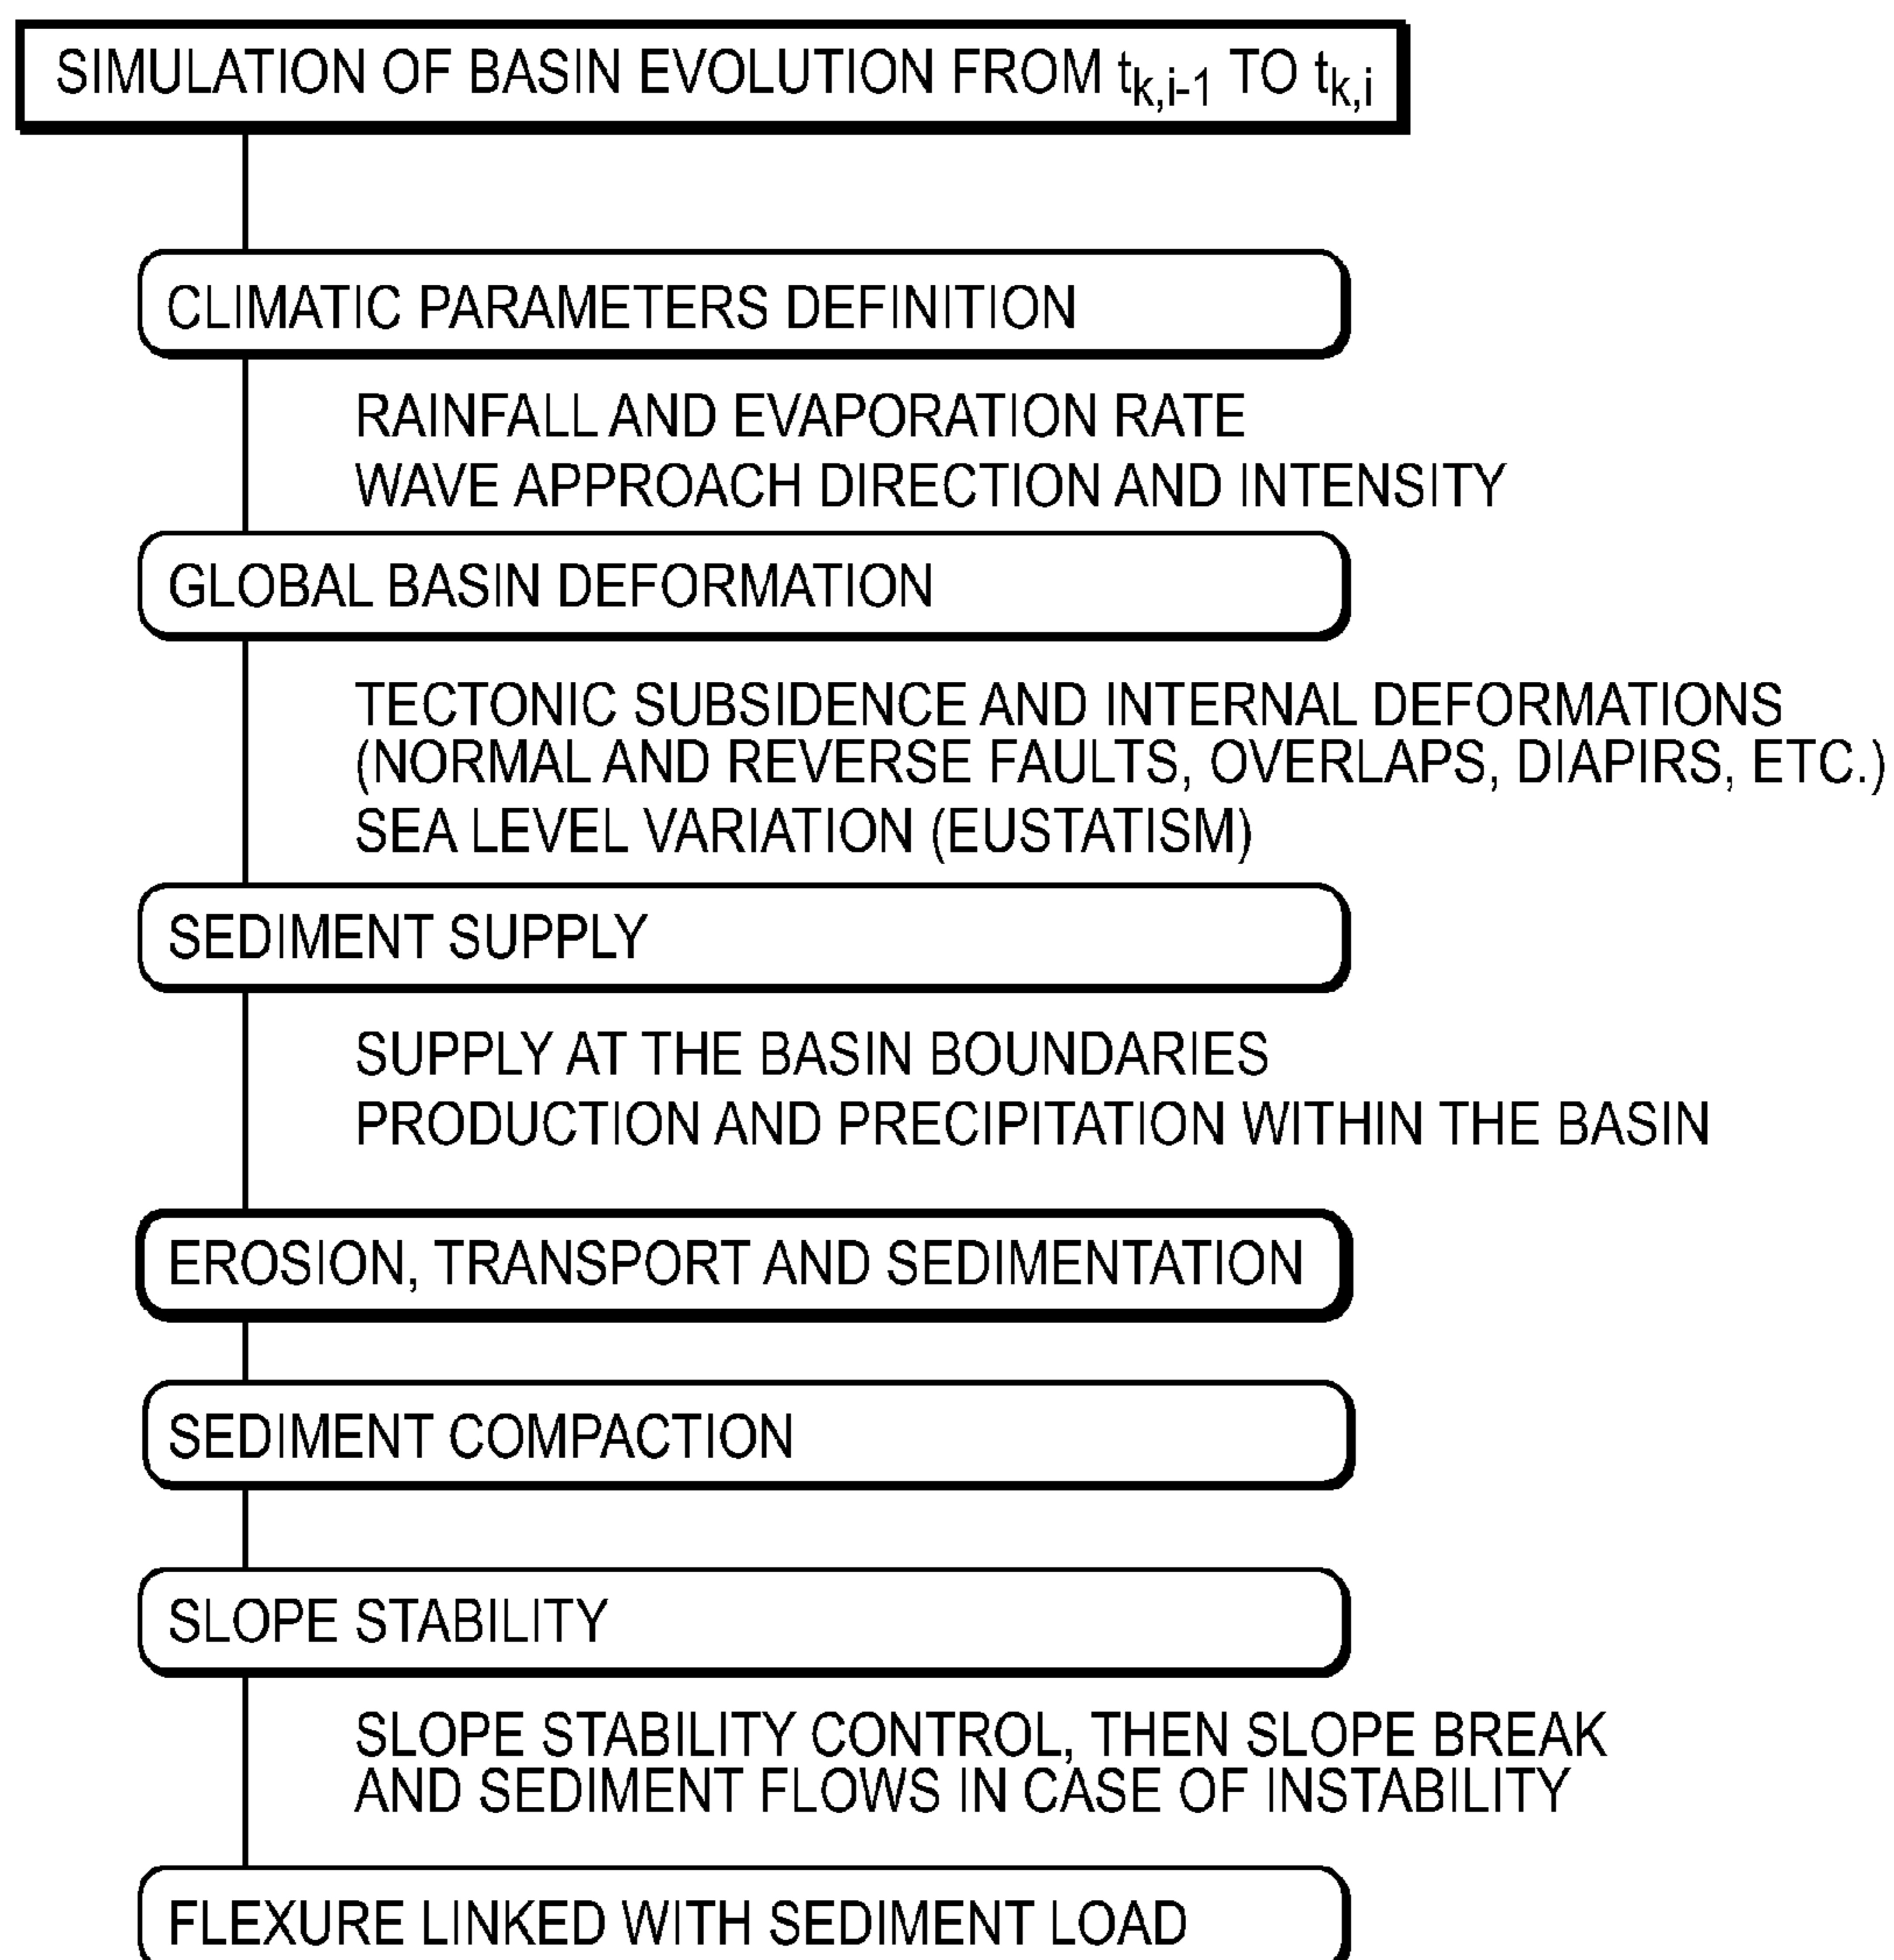 SIMULATION OF BASIN EVOLUTION FROM tk,i-1 TO tk,i
CLIMATIC PARAMETERS DEFINITION
RAINFALL AND EVAPORATION RATE
WAVE APPROACH DIRECTION AND INTENSITY
GLOBAL BASIN DEFORMATION
TECTONIC SUBSIDENCE AND INTERNAL DEFORMATIONS
(NORMAL AND REVERSE FAULTS, OVERLAPS, DIAPIRS, ETC.)
SEA LEVEL VARIATION (EUSTATISM)
SEDIMENT SUPPLY
SUPPLY AT THE BASIN BOUNDARIES
PRODUCTION AND PRECIPITATION WITHIN THE BASIN
EROSION, TRANSPORT AND SEDIMENTATION
SEDIMENT COMPACTION
SLOPE STABILITY
SLOPE STABILITY CONTROL, THEN SLOPE BREAK
AND SEDIMENT FLOWS IN CASE OF INSTABILITY
FLEXURE LINKED WITH SEDIMENT LOAD